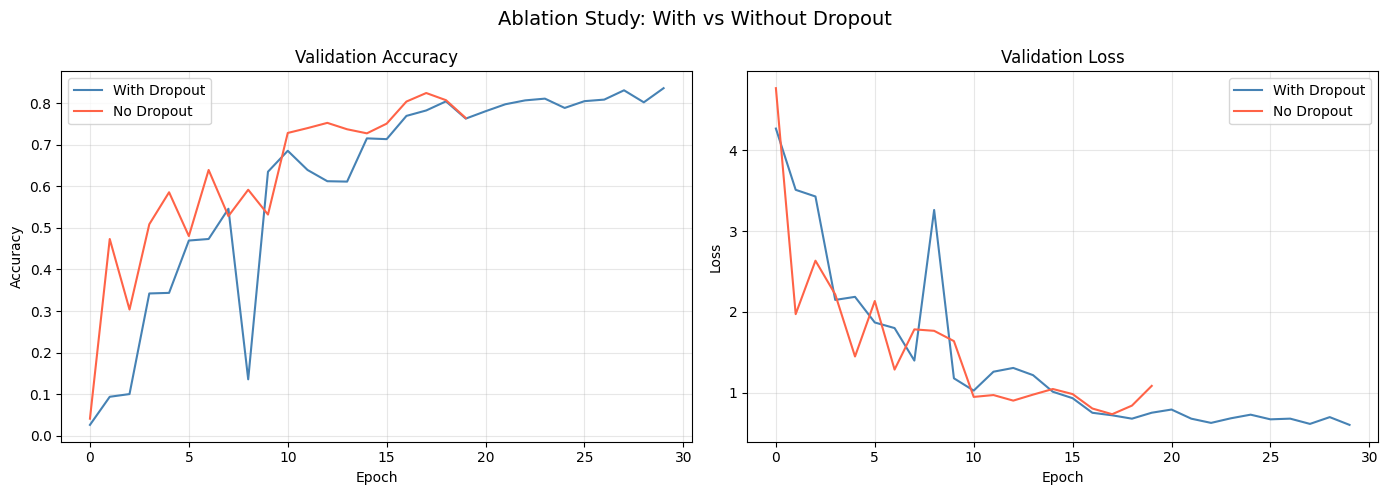 Ablation Study: With vs Without Dropout
Validation Accuracy
With Dropout
No Dropout
Accuracy
0.8
0.7
0.6
0.5
0.4
0.3
0.2
0.1
0.0
0 5 10 15 20 25 30
Epoch
Validation Loss
With Dropout
No Dropout
Loss
4
3
2
1
0 5 10 15 20 25 30
Epoch